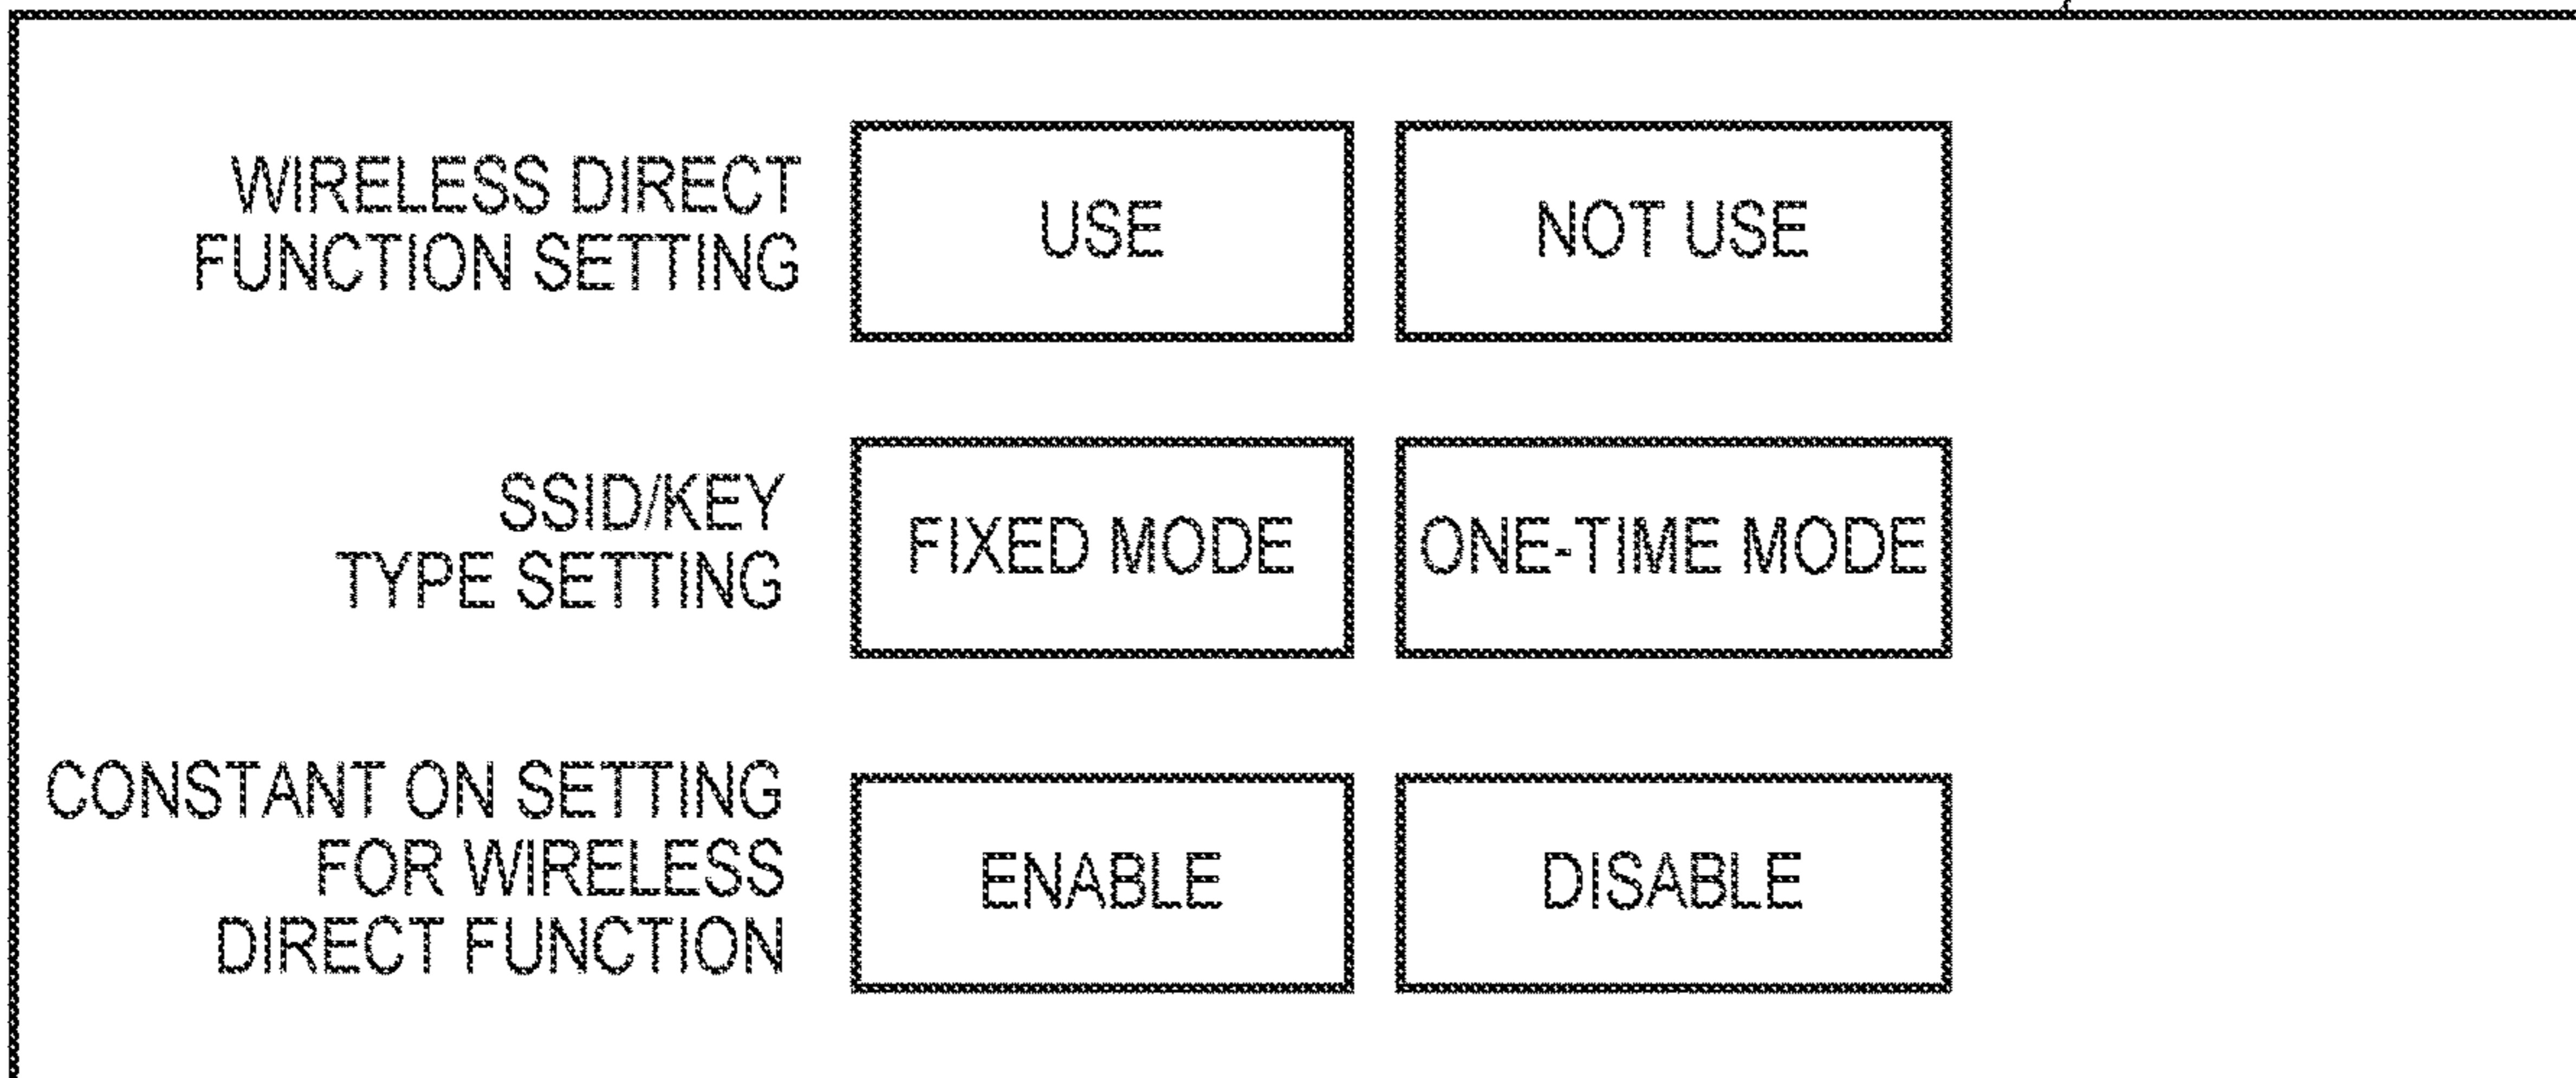 WIRELESS DIRECT
FUNCTION SETTING
USE
NOT USE
SSID/KEY
TYPE SETTING
FIXED MODE
ONE-TIME MODE
CONSTANT ON SETTING
FOR WIRELESS
DIRECT FUNCTION
ENABLE
DISABLE